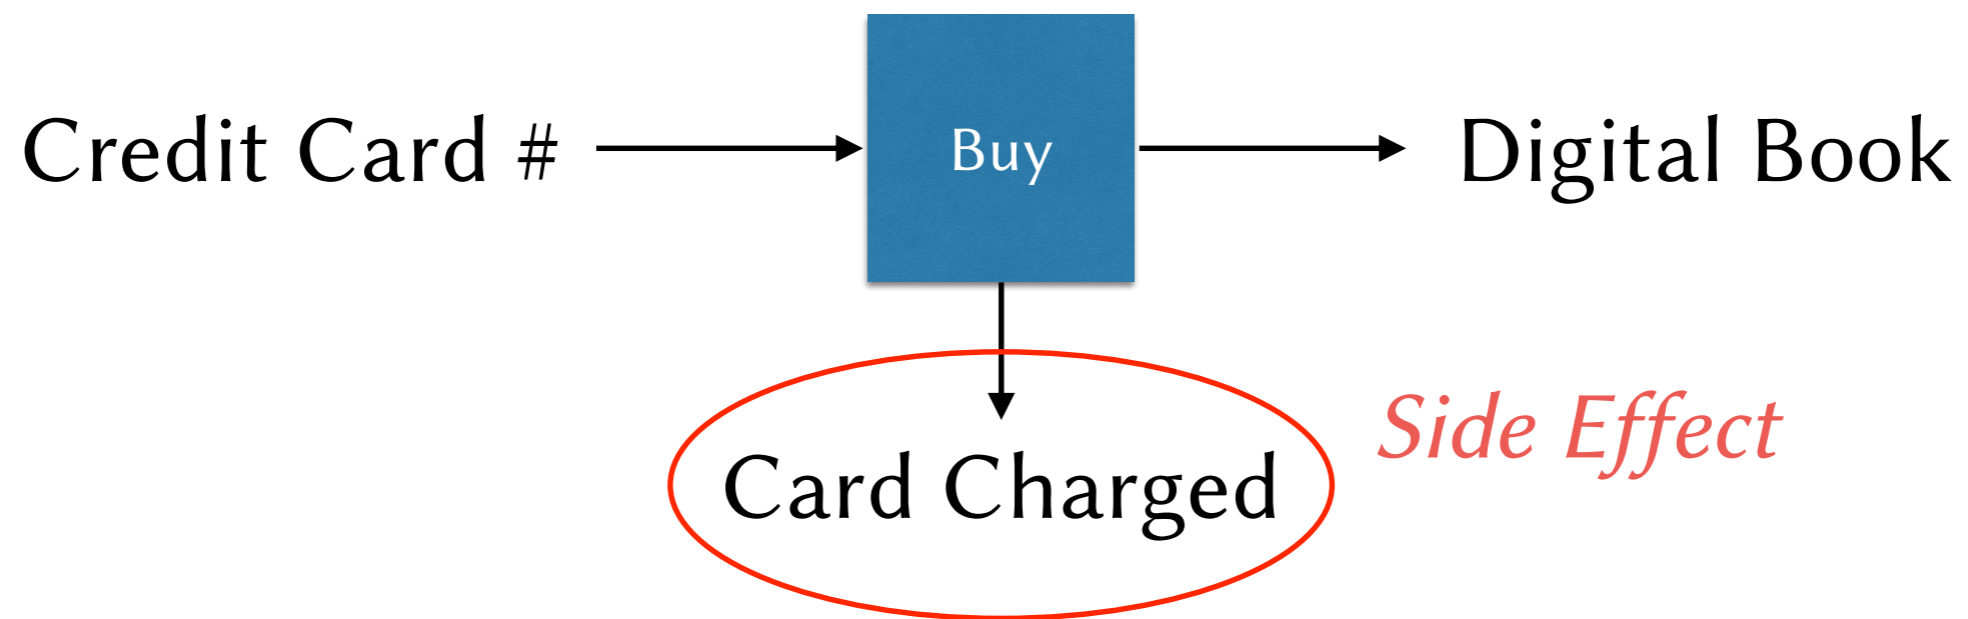 Credit Card #
Buy
Digital Book
Side Effect
Card Charged